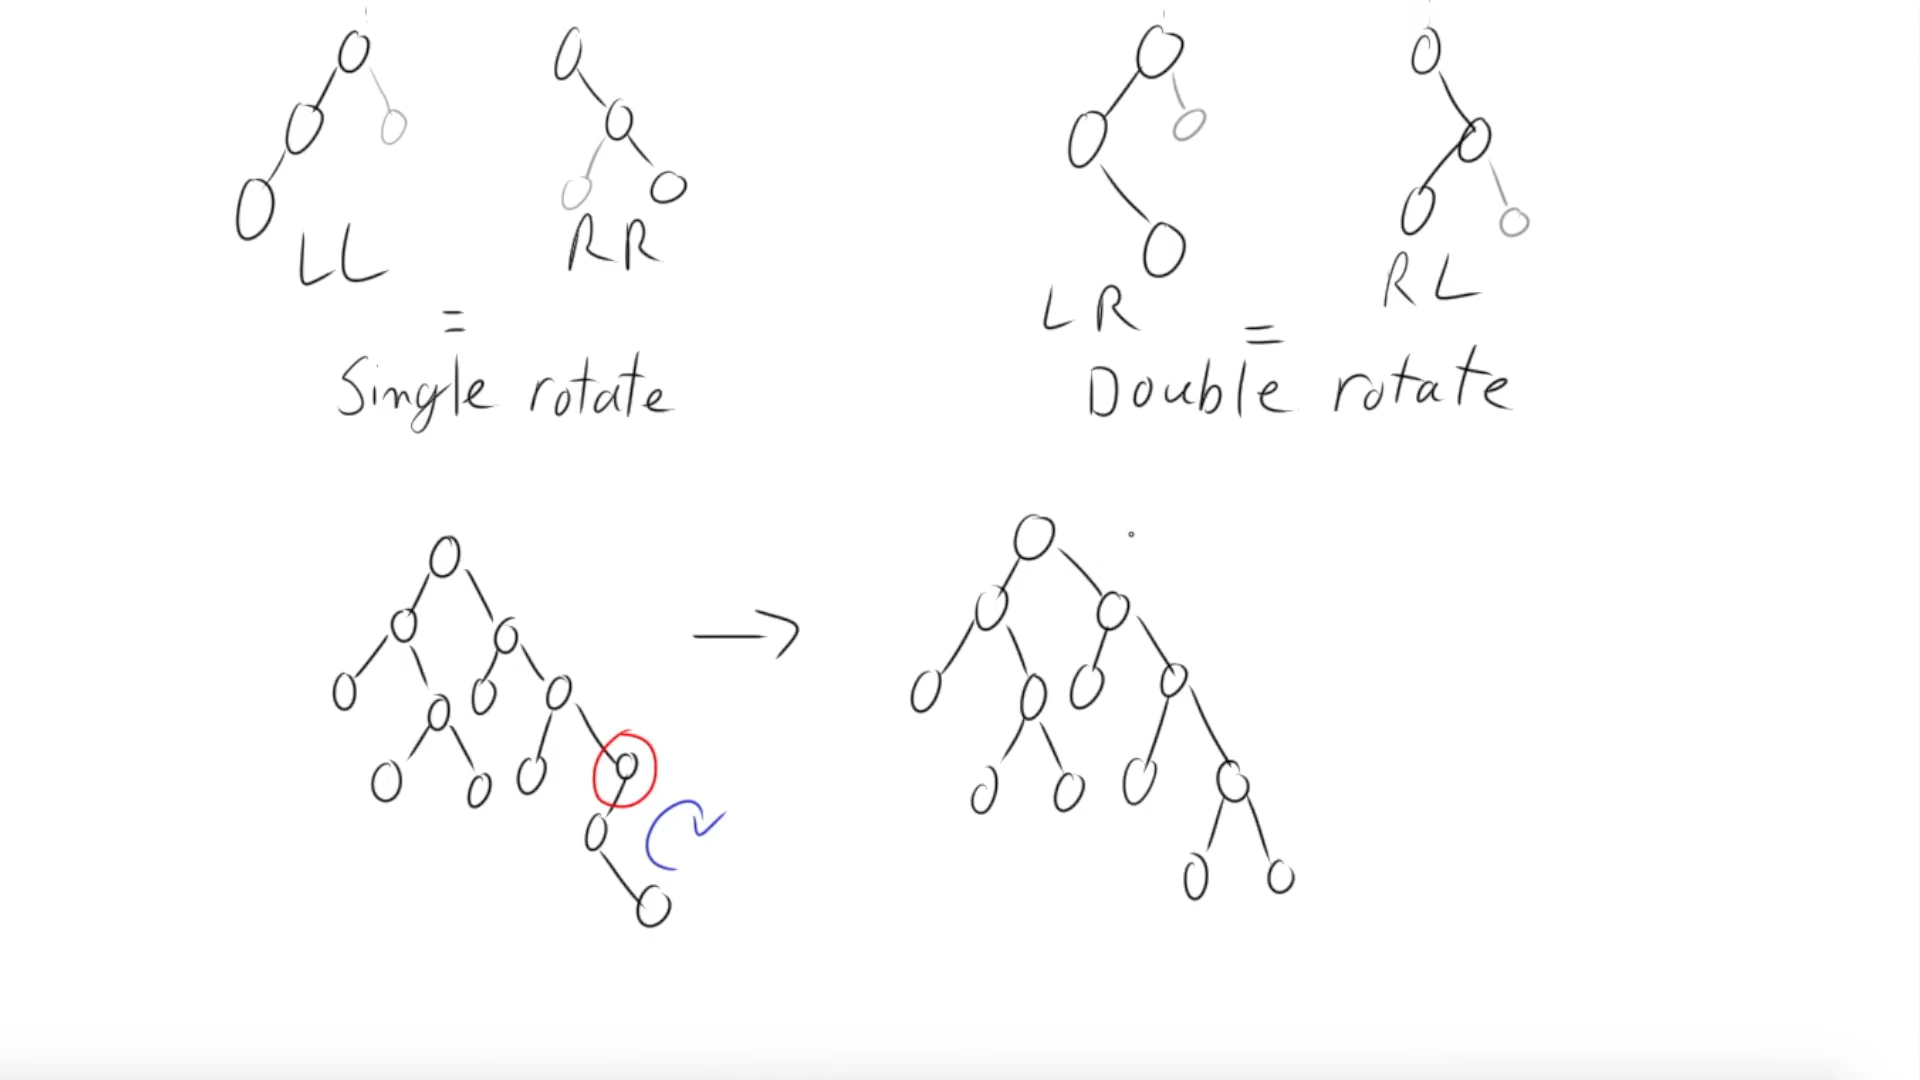 LL
RR
=
Single rotate
LR
RL
=
Double rotate